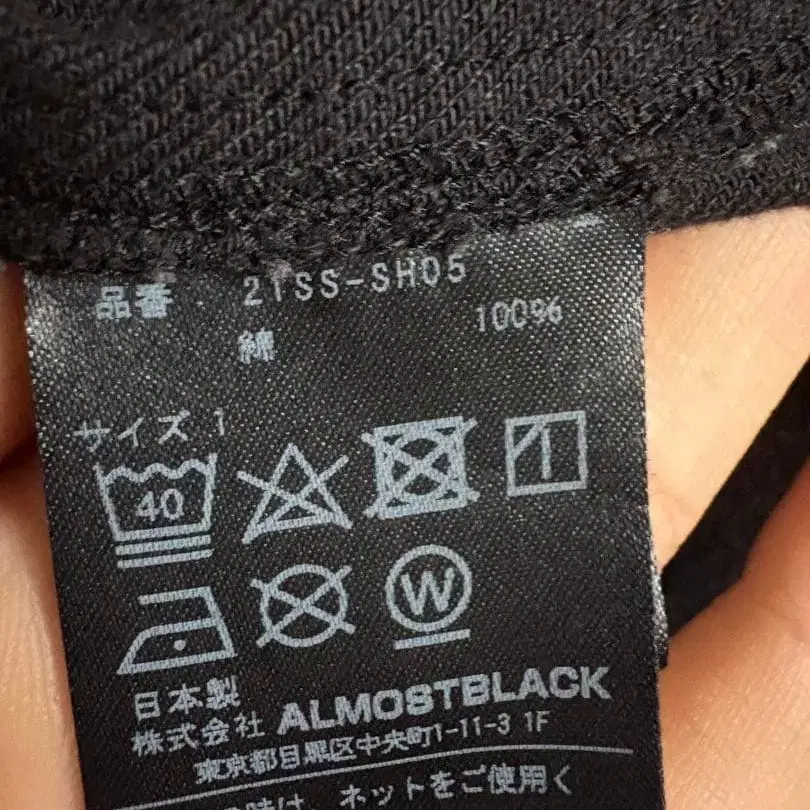 品番 21SS-SH05
綿 100%
サイズ 1
40
W
日本製
株式会社 ALMOSTBLACK
東京都目黒区中央町1-11-3 1F
時は ネットをご使用く